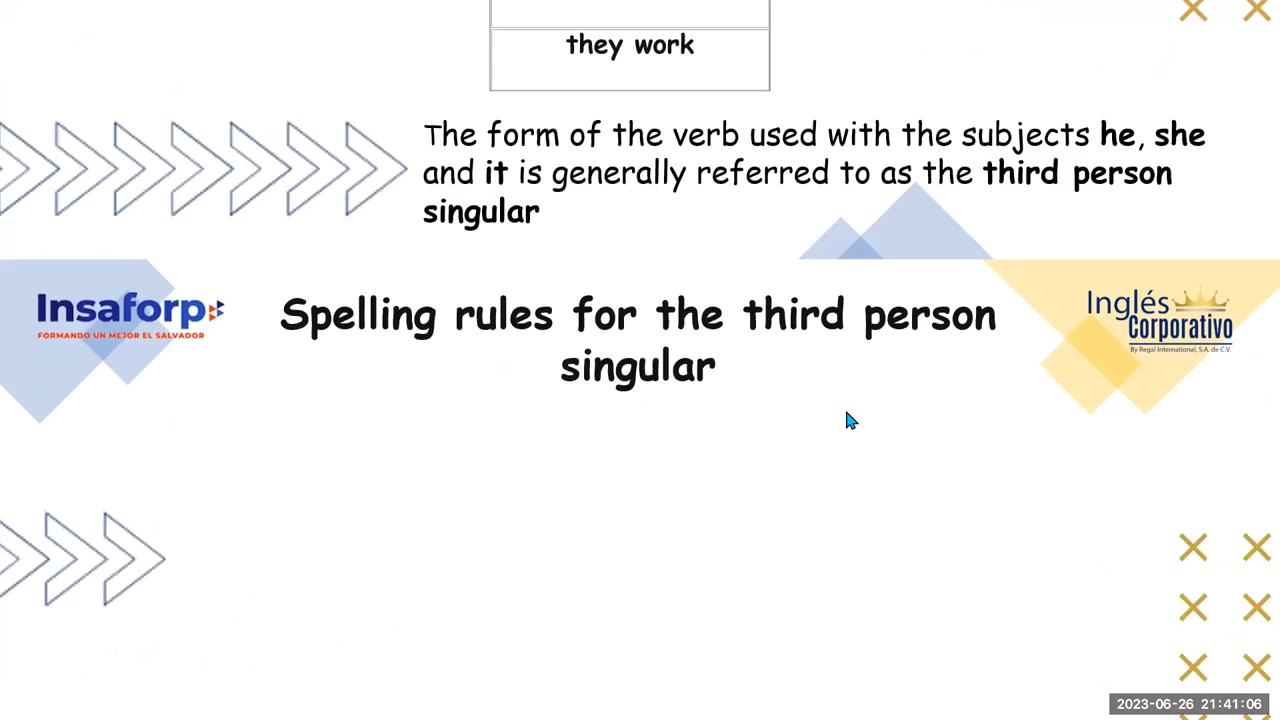 they work
The form of the verb used with the subjects he, she
and it is generally referred to as the third person
singular
Insaforp
FORMANDO UN MEJOR EL SALVADOR
Spelling rules for the third person
singular
Inglés
Corporativo
By Regal International, S.A. de C.V.
2023-06-26 21:41:06